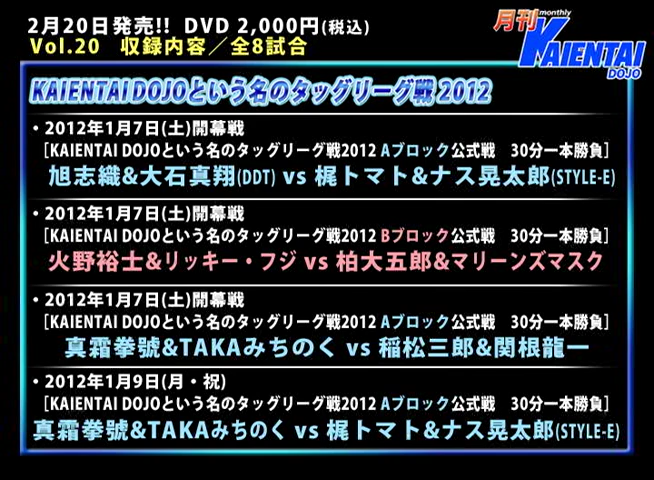 2月20日発売!! DVD 2,000円(税込)
Vol.20 収録内容／全8試合
月刊 monthly KAIENTAI DOJO
KAIENTAI DOJOという名のタッグリーグ戦 2012
・2012年1月7日(土)開幕戦
［KAIENTAI DOJOという名のタッグリーグ戦2012 Aブロック公式戦 30分一本勝負］
旭志織&大石真翔(DDT) vs 梶トマト&ナス晃太郎(STYLE-E)
・2012年1月7日(土)開幕戦
［KAIENTAI DOJOという名のタッグリーグ戦2012 Bブロック公式戦 30分一本勝負］
火野裕士&リッキー・フジ vs 柏大五郎&マリーンズマスク
・2012年1月7日(土)開幕戦
［KAIENTAI DOJOという名のタッグリーグ戦2012 Aブロック公式戦 30分一本勝負］
真霜拳號&TAKAみちのく vs 稲松三郎&関根龍一
・2012年1月9日(月・祝)
［KAIENTAI DOJOという名のタッグリーグ戦2012 Aブロック公式戦 30分一本勝負］
真霜拳號&TAKAみちのく vs 梶トマト&ナス晃太郎(STYLE-E)